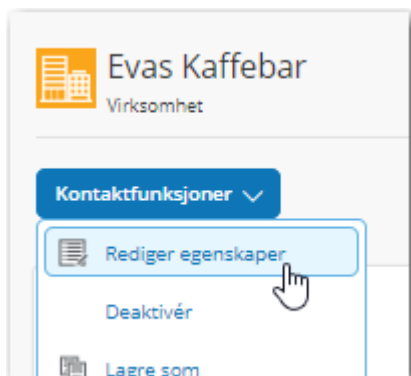 Evas Kaffebar
Virksomhet
Kontaktfunksjoner
Rediger egenskaper
Deaktivér
Lagre som